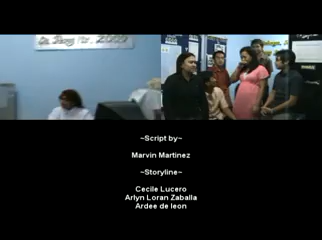 ~Script by~
Marvin Martinez
~Storyline~
Cecile Lucero
Arlyn Loran Zaballa
Ardee de leon